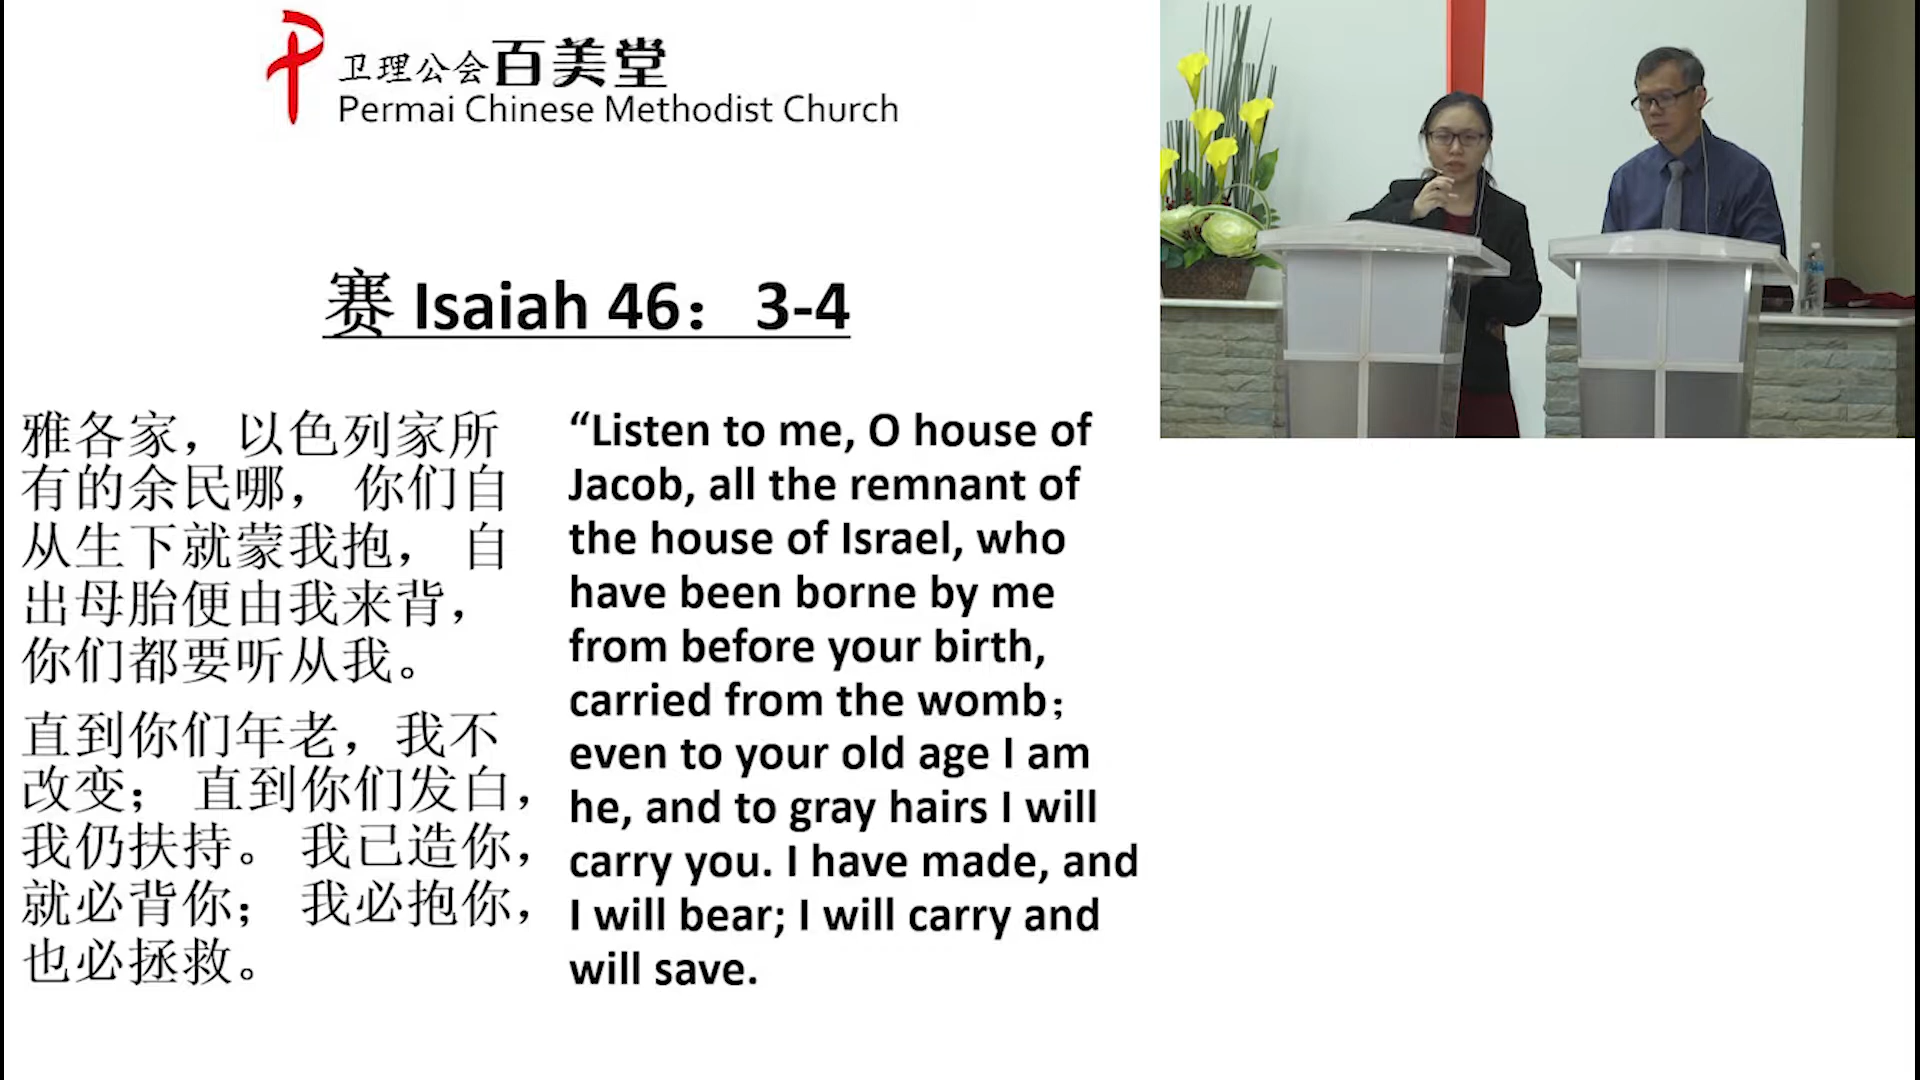 卫理公会百美堂
Permai Chinese Methodist Church
赛 Isaiah 46： 3-4
雅各家，以色列家所
有的余民哪， 你们自
从生下就蒙我抱， 自
出母胎便由我来背，
你们都要听从我。
直到你们年老，我不
改变； 直到你们发白，
我仍扶持。 我已造你，
就必背你； 我必抱你，
也必拯救。
“Listen to me, O house of
Jacob, all the remnant of
the house of Israel, who
have been borne by me
from before your birth,
carried from the womb；
even to your old age I am
he, and to gray hairs I will
carry you. I have made, and
I will bear; I will carry and
will save.